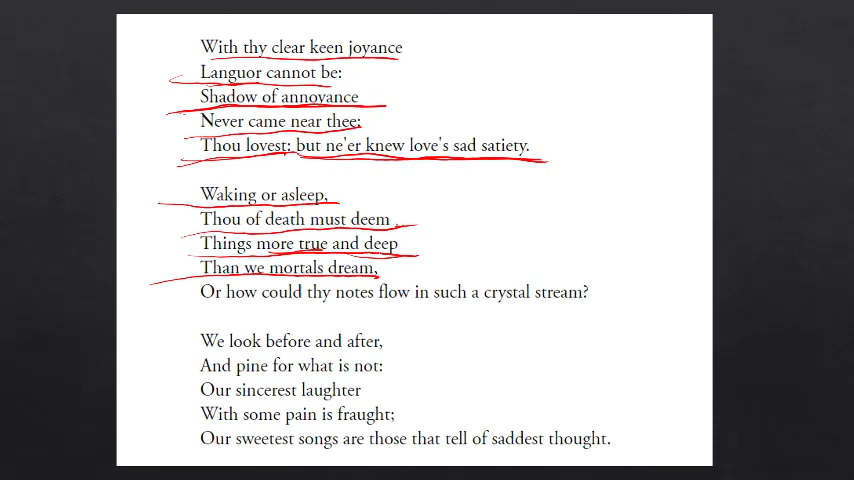 With thy clear keen joyance
Languor cannot be:
Shadow of annoyance
Never came near thee:
Thou lovest: but ne'er knew love's sad satiety.
Waking or asleep,
Thou of death must deem
Things more true and deep
Than we mortals dream,
Or how could thy notes flow in such a crystal stream?
We look before and after,
And pine for what is not:
Our sincerest laughter
With some pain is fraught;
Our sweetest songs are those that tell of saddest thought.